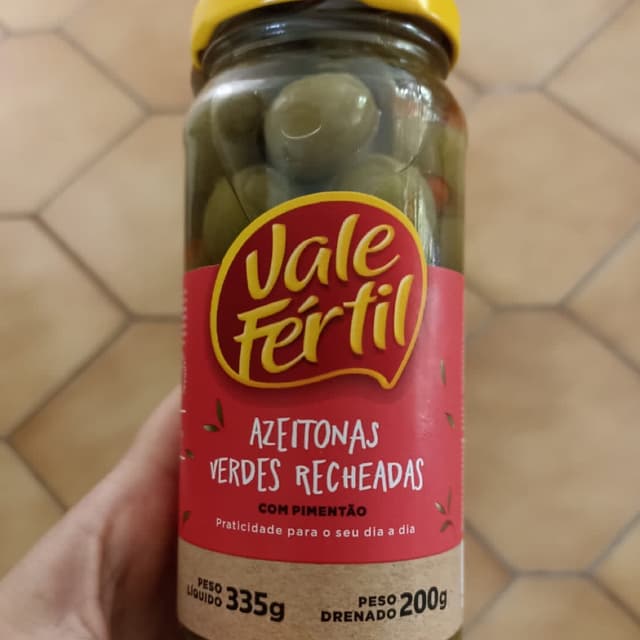 Vale
Fértil
AZEITONAS
VERDES RECHEADAS
COM PIMENTÃO
Praticidade para o seu dia a dia
PESO
LÍQUIDO 335g
PESO
DRENADO 200g